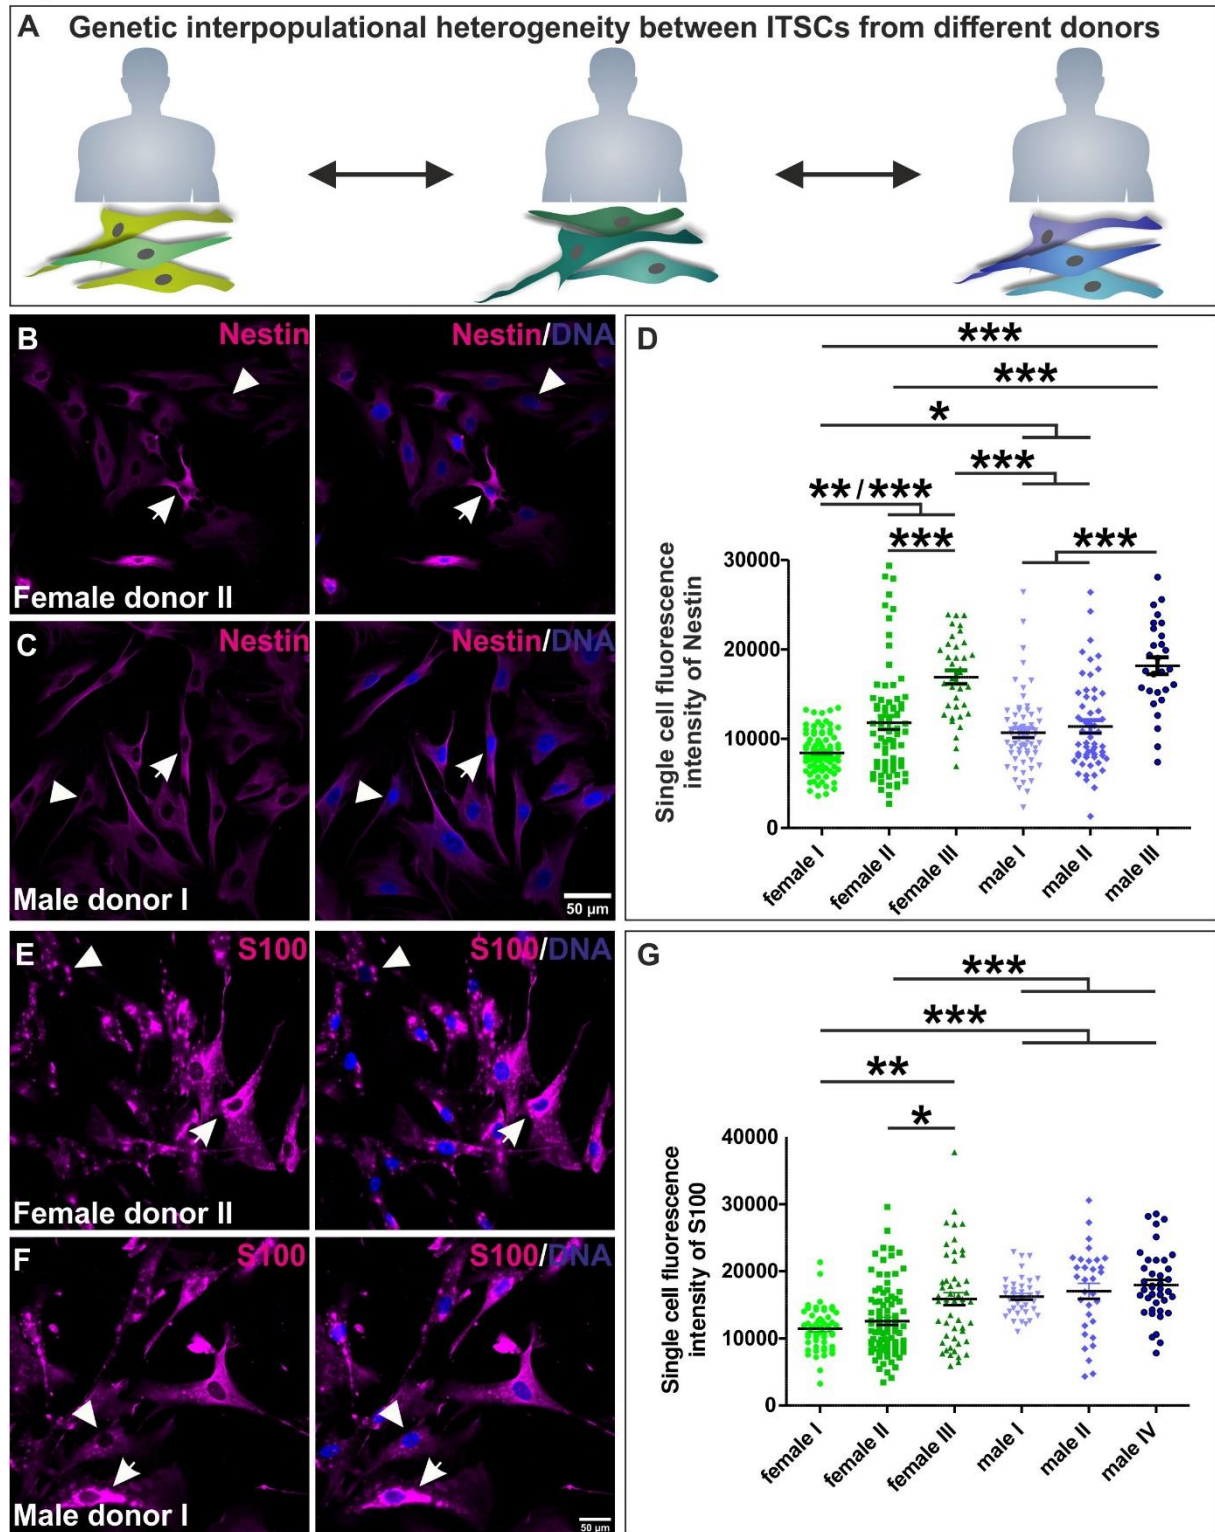 A Genetic interpopulational heterogeneity between ITSCs from different donors
B
Nestin
Nestin/DNA
Female donor II
C
Nestin
Nestin/DNA
Male donor I
50 µm
D
***
***
*
***
**/***
***
***
Single cell fluorescence
intensity of Nestin
30000
20000
10000
0
female I
female II
female III
male I
male II
male III
E
S100
S100/DNA
Female donor II
F
S100
S100/DNA
Male donor I
50 µm
G
***
***
**
*
Single cell fluorescence
intensity of S100
40000
30000
20000
10000
0
female I
female II
female III
male I
male II
male IV